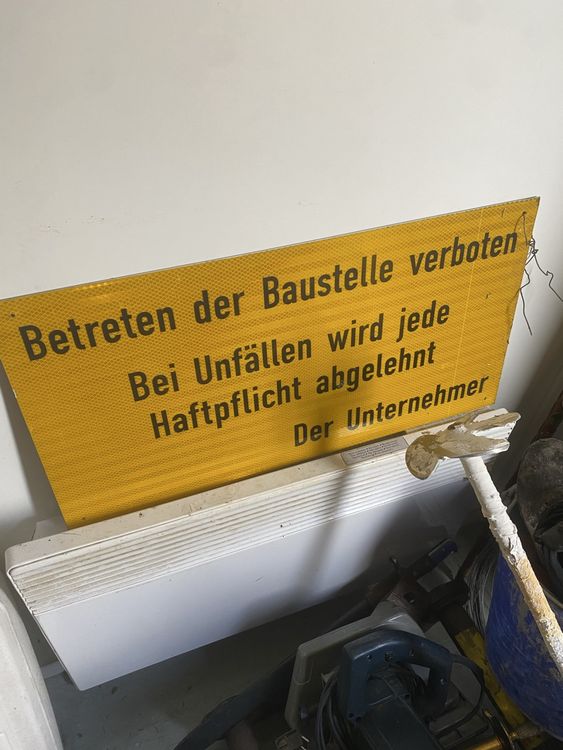 Betreten der Baustelle verboten
Bei Unfällen wird jede
Haftpflicht abgelehnt
Der Unternehmer